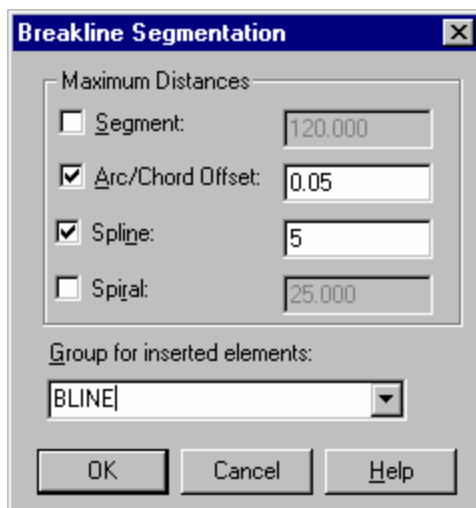 Breakline Segmentation
Maximum Distances
Segment: 120.000
Arc/Chord Offset: 0.05
Spline: 5
Spiral: 25.000
Group for inserted elements:
BLINE
OK Cancel Help